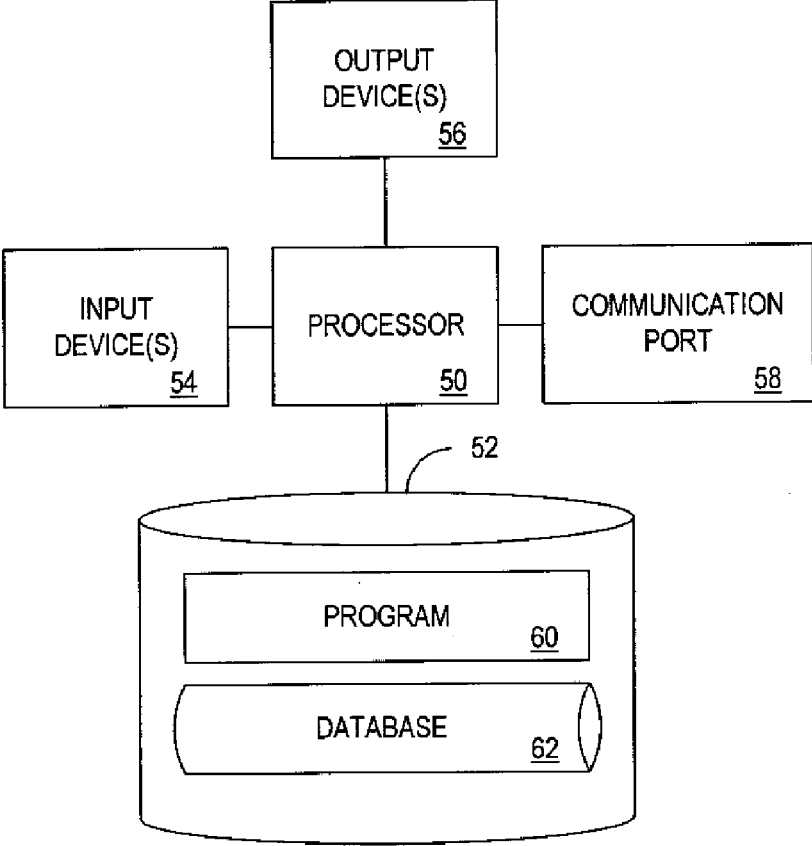 OUTPUT
DEVICE(S)
56
INPUT
DEVICE(S)
54
PROCESSOR
50
COMMUNICATION
PORT
58
52
PROGRAM
60
DATABASE
62